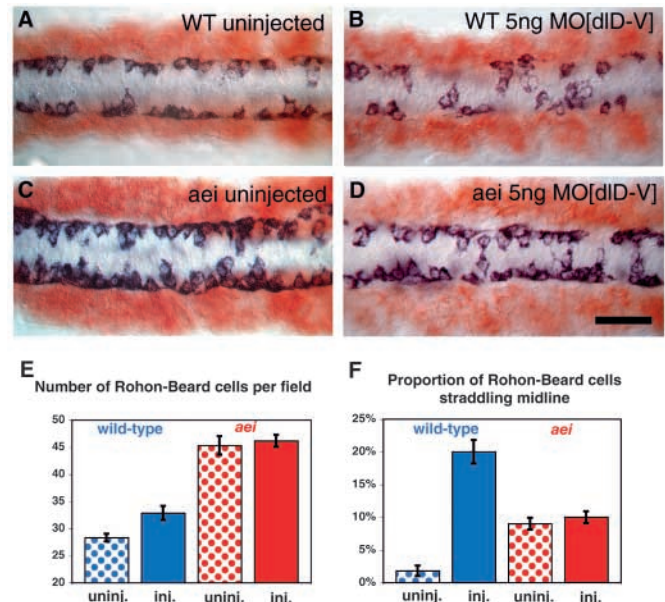 A WT uninjected
B WT 5ng MO[dlD-V]
C aei uninjected
D aei 5ng MO[dlD-V]
E
Number of Rohon-Beard cells per field
50
45
40
35
30
25
20
wild-type aei
uninj. inj. uninj. inj.
F
Proportion of Rohon-Beard cells
straddling midline
25%
20%
15%
10%
5%
0%
wild-type aei
uninj. inj. uninj. inj.